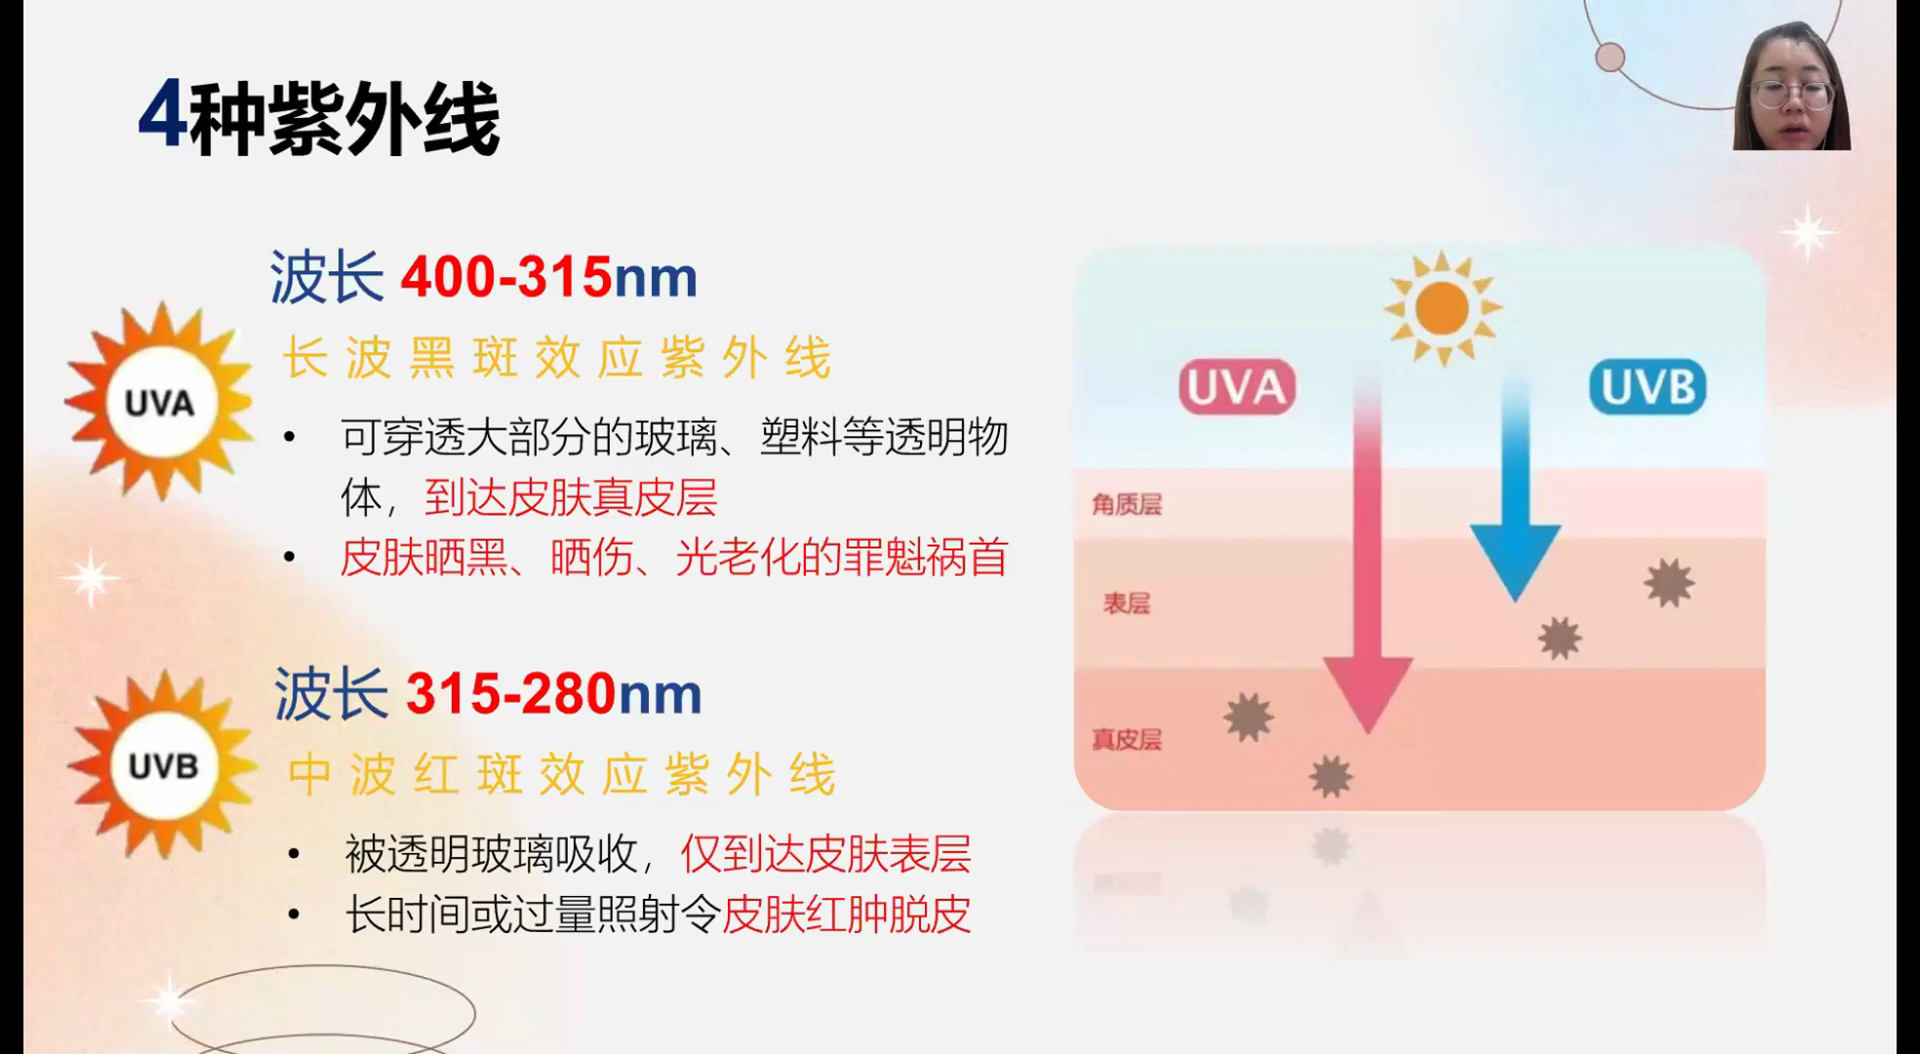 4种紫外线
波长 400-315nm
长波黑斑效应紫外线
UVA
• 可穿透大部分的玻璃、塑料等透明物
体，到达皮肤真皮层
• 皮肤晒黑、晒伤、光老化的罪魁祸首
波长 315-280nm
中波红斑效应紫外线
UVB
• 被透明玻璃吸收，仅到达皮肤表层
• 长时间或过量照射令皮肤红肿脱皮
UVA
UVB
角质层
表层
真皮层